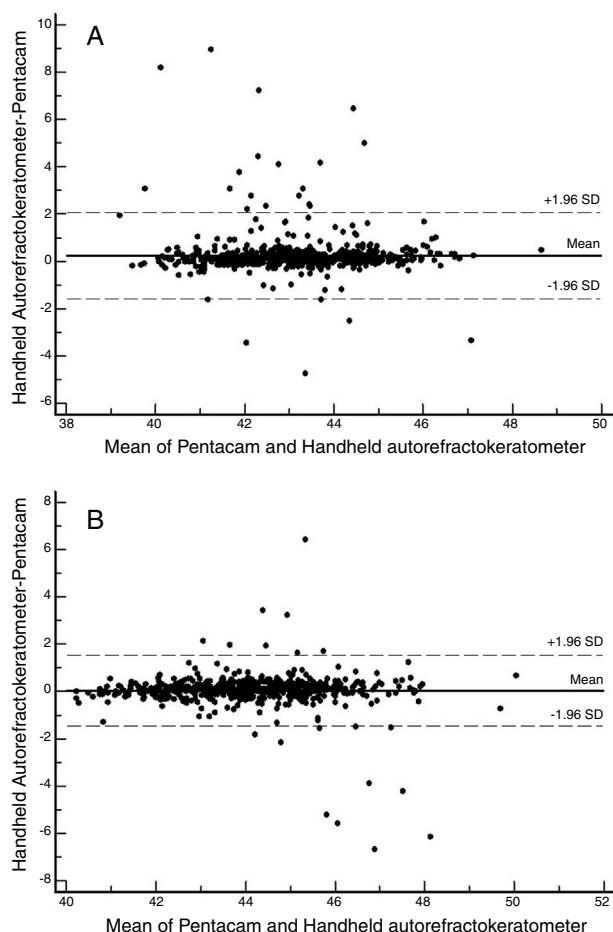 A
Handheld Autorefractokeratometer-Pentacam
10
8
6
4
2
0
-2
-4
-6
+1.96 SD
Mean
-1.96 SD
38 40 42 44 46 48 50
Mean of Pentacam and Handheld autorefractokeratometer
B
Handheld Autorefractokeratometer-Pentacam
8
6
4
2
0
-2
-4
-6
-8
+1.96 SD
Mean
-1.96 SD
40 42 44 46 48 50 52
Mean of Pentacam and Handheld autorefractokeratometer